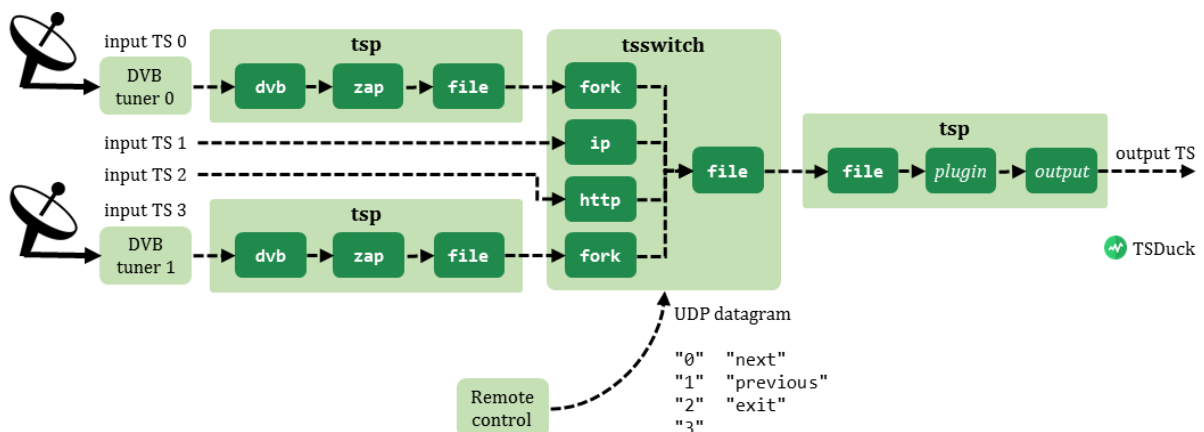 input TS 0
DVB
tuner 0
tsp
dvb
zap
file
tsswitch
fork
input TS 1
ip
input TS 2
http
input TS 3
DVB
tuner 1
tsp
dvb
zap
file
fork
file
tsp
file
plugin
output
output TS
TSDuck
UDP datagram
"0" "next"
"1" "previous"
"2" "exit"
"3"
Remote
control